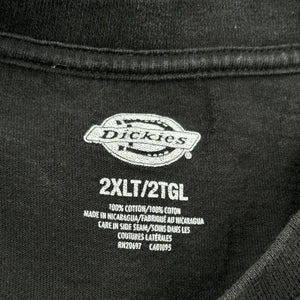 Dickies
2XLT/2TGL
100% COTTON/100% COTON
MADE IN NICARAGUA/FABRIQUÉ AU NICARAGUA
CARE IN SIDE SEAM/SOINS DANS LES
COUTURES LATÉRALES
RN20697 CA01093